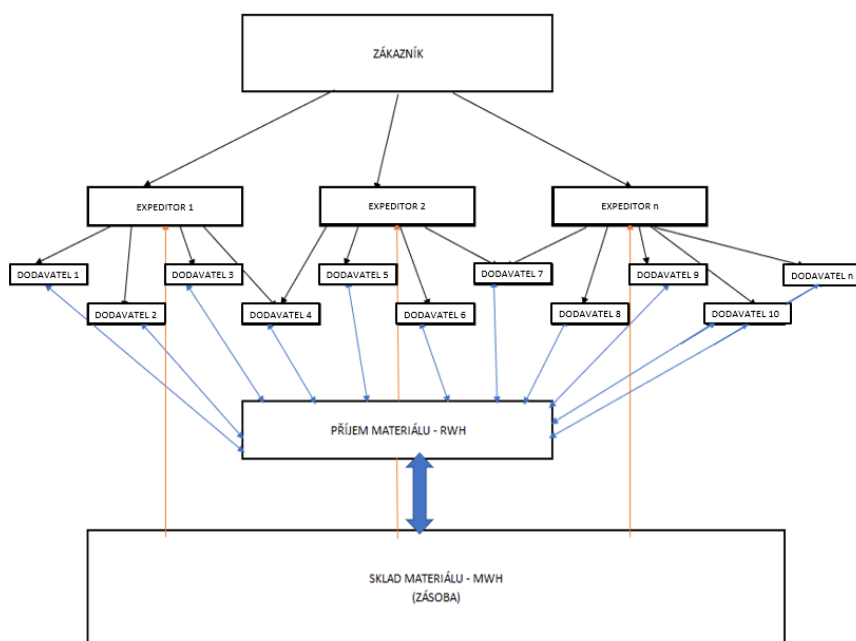 ZÁKAZNÍK
EXPEDITOR 1
EXPEDITOR 2
EXPEDITOR n
DODAVATEL 1
DODAVATEL 3
DODAVATEL 5
DODAVATEL 7
DODAVATEL 9
DODAVATEL n
DODAVATEL 2
DODAVATEL 4
DODAVATEL 6
DODAVATEL 8
DODAVATEL 10
PŘÍJEM MATERIÁLU - RWH
SKLAD MATERIÁLU - MWH
(ZÁSOBA)